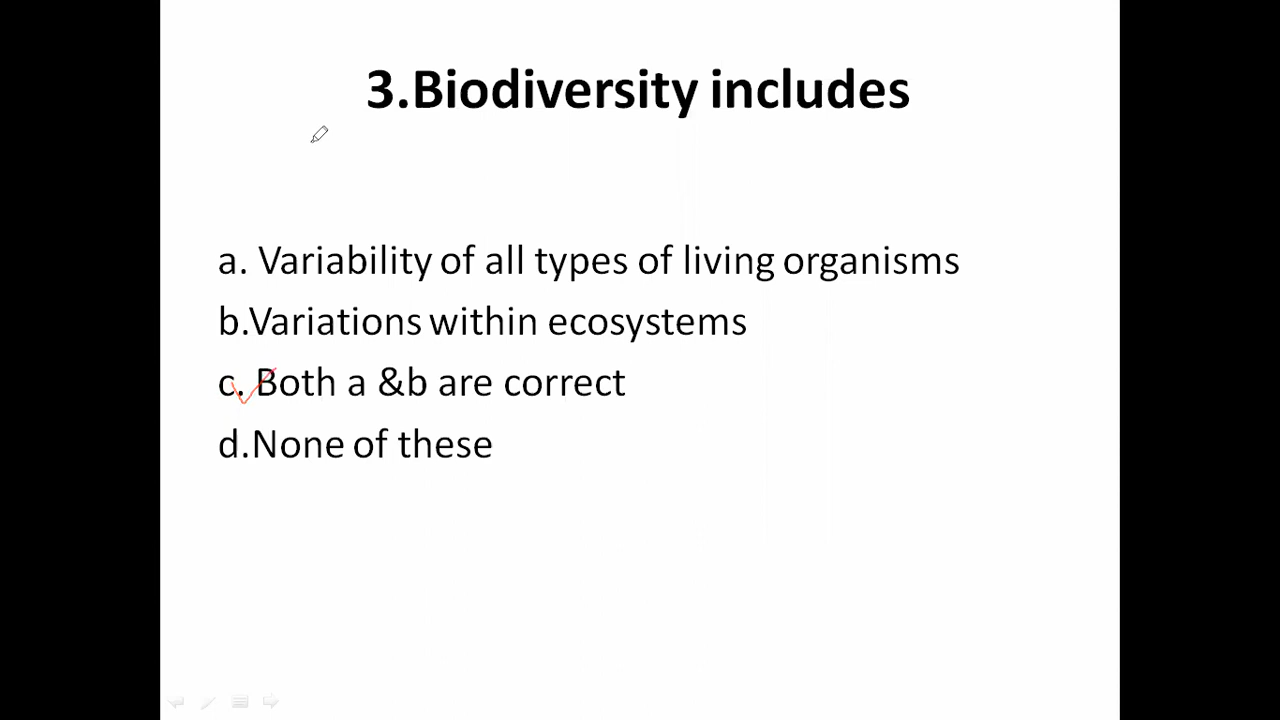 3.Biodiversity includes
a. Variability of all types of living organisms
b.Variations within ecosystems
c. Both a &b are correct
d.None of these